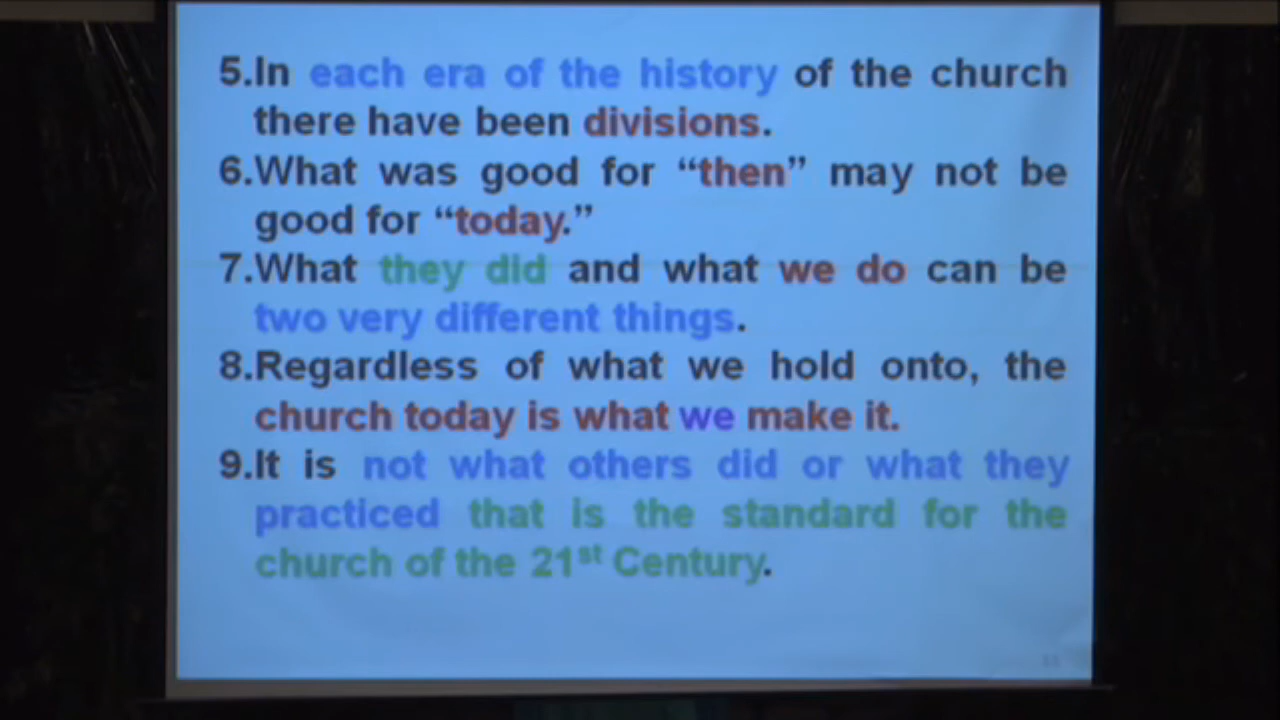 5.In each era of the history of the church
there have been divisions.
6.What was good for “then” may not be
good for “today.”
7.What they did and what we do can be
two very different things.
8.Regardless of what we hold onto, the
church today is what we make it.
9.It is not what others did or what they
practiced that is the standard for the
church of the 21st Century.